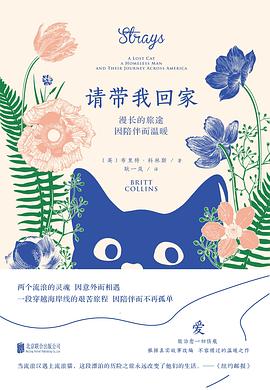 Strays
A LOST CAT
A HOMELESS MAN
AND THEIR JOURNEY ACROSS AMERICA
请带我回家
漫长的旅途
因陪伴而温暖
（英）布里特·科林斯 / 著
耿一岚 / 译
BRITT
COLLINS
两个流浪的灵魂 因意外而相遇
一段穿越海岸线的艰苦旅程 因陪伴而不再孤单
爱
能治愈一切伤痕
根据真实故事改编 不容错过的温暖之作
北京联合出版公司
当流浪汉遇上流浪猫，这段漂泊的历险之旅永远改变了他们的生活。——《纽约邮报》